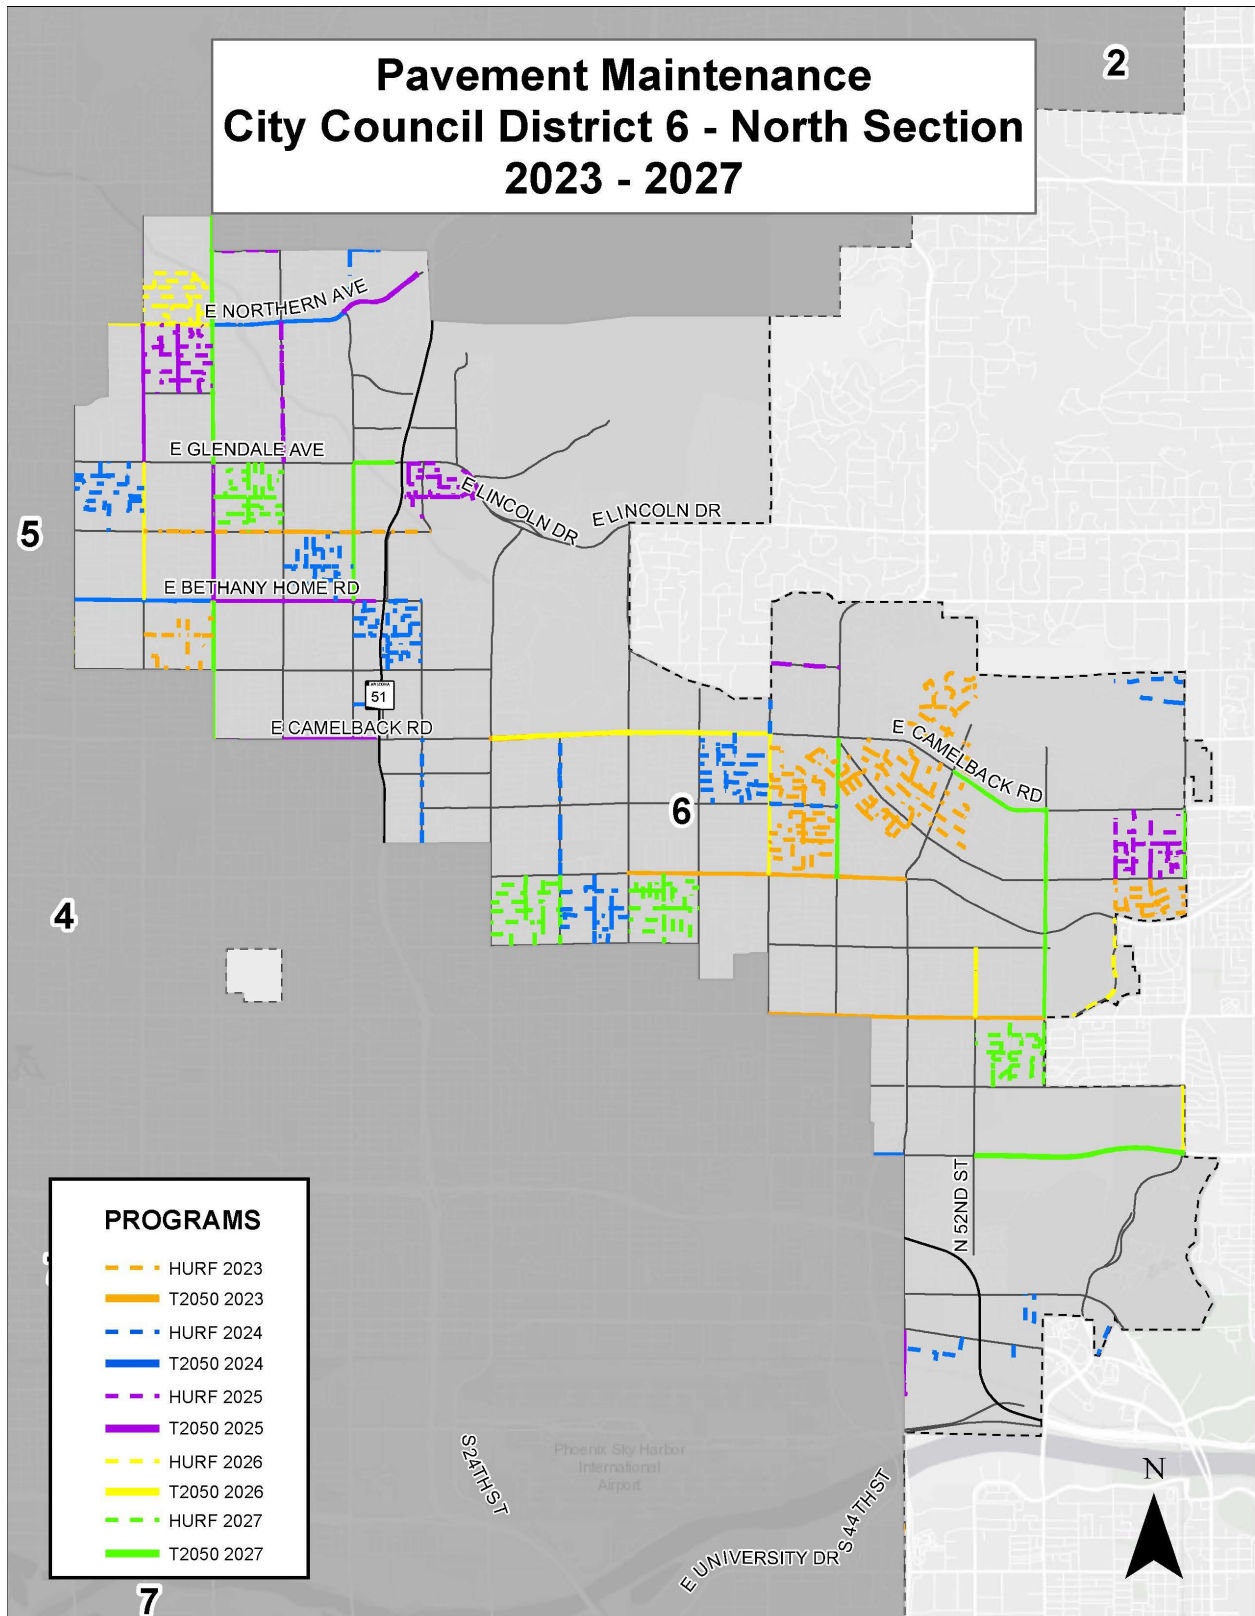 Pavement Maintenance
City Council District 6 - North Section
2023 - 2027
2
E NORTHERN AVE
E GLENDALE AVE
E LINCOLN DR
E LINCOLN DR
5
E BETHANY HOME RD
ARIZONA
51
E CAMELBACK RD
E CAMELBACK RD
6
4
N 52ND ST
PROGRAMS
HURF 2023
T2050 2023
HURF 2024
T2050 2024
HURF 2025
T2050 2025
HURF 2026
T2050 2026
HURF 2027
T2050 2027
S 24TH ST
Phoenix Sky Harbor
International
Airport
S 44TH ST
E UNIVERSITY DR
N
7